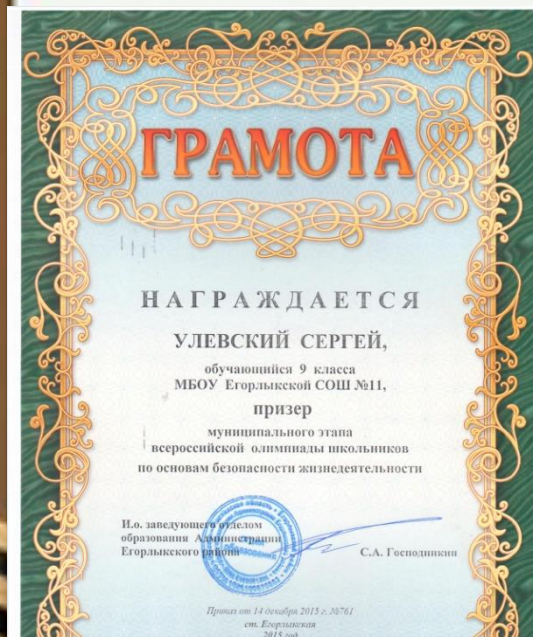 ГРАМОТА
НАГРАЖДАЕТСЯ
УЛЕВСКИЙ СЕРГЕЙ,
обучающийся 9 класса
МБОУ Егорлыкской СОШ №11,
призер
муниципального этапа
всероссийской олимпиады школьников
по основам безопасности жизнедеятельности
И.о. заведующего отделом
образования Администрации
Егорлыкского района
С.А. Господинкин
Приказ от 14 декабря 2015 г. №761
ст. Егорлыкская
2015 год